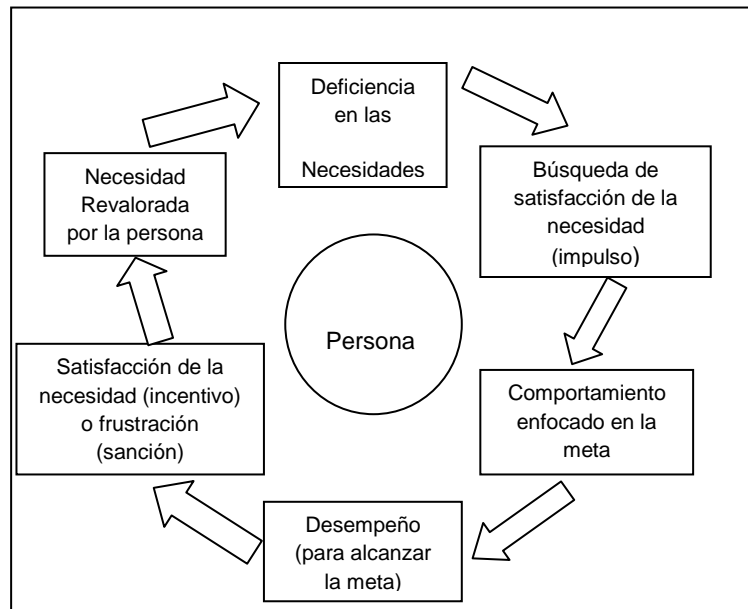 Deficiencia
en las
Necesidades
Búsqueda de
satisfacción de la
necesidad
(impulso)
Comportamiento
enfocado en la
meta
Desempeño
(para alcanzar
la meta)
Satisfacción de la
necesidad (incentivo)
o frustración
(sanción)
Necesidad
Revalorada
por la persona
Persona